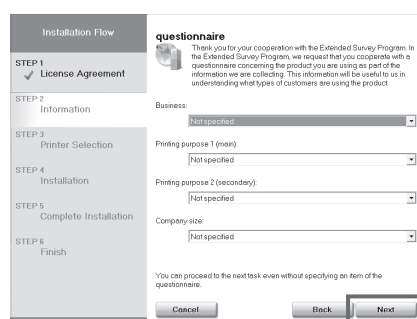 Installation Flow
STEP 1
License Agreement
STEP 2
Information
STEP 3
Printer Selection
STEP 4
Installation
STEP 5
Complete Installation
STEP 6
Finish
questionnaire
Thank you for your cooperation with the Extended Survey Program. In
the Extended Survey Program, we request that you cooperate with a
questionnaire concerning the product you are using as part of the
information we are collecting. This information will be useful to us in
understanding what types of customers are using the product.
Business:
Not specified
Printing purpose 1 (main):
Not specified
Printing purpose 2 (secondary):
Not specified
Company size:
Not specified
You can proceed to the next task even without specifying an item of the
questionnaire.
Cancel
Back
Next